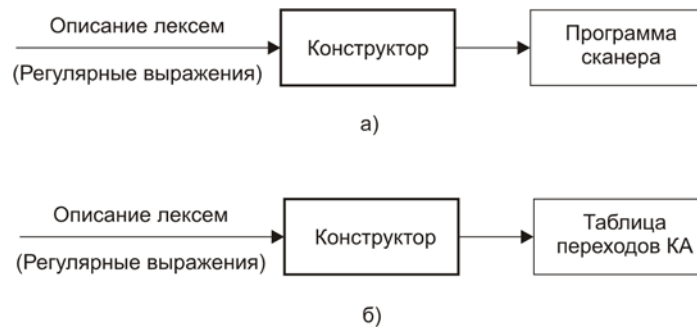 Описание лексем
(Регулярные выражения)
Конструктор
Программа
сканера
а)
Описание лексем
(Регулярные выражения)
Конструктор
Таблица
переходов КА
б)